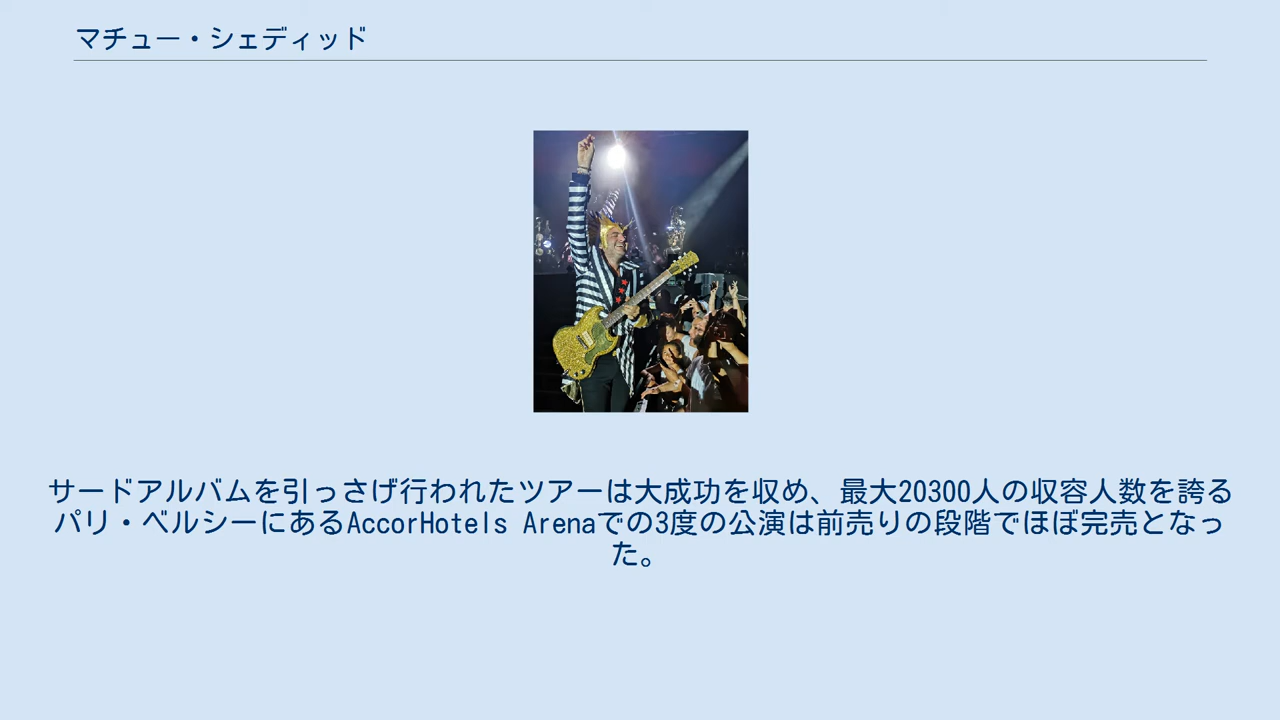 マチュー・シェディッド
サードアルバムを引っさげ行われたツアーは大成功を収め、最大20300人の収容人数を誇る
パリ・ベルシーにあるAccorHotels Arenaでの3度の公演は前売りの段階でほぼ完売となっ
た。